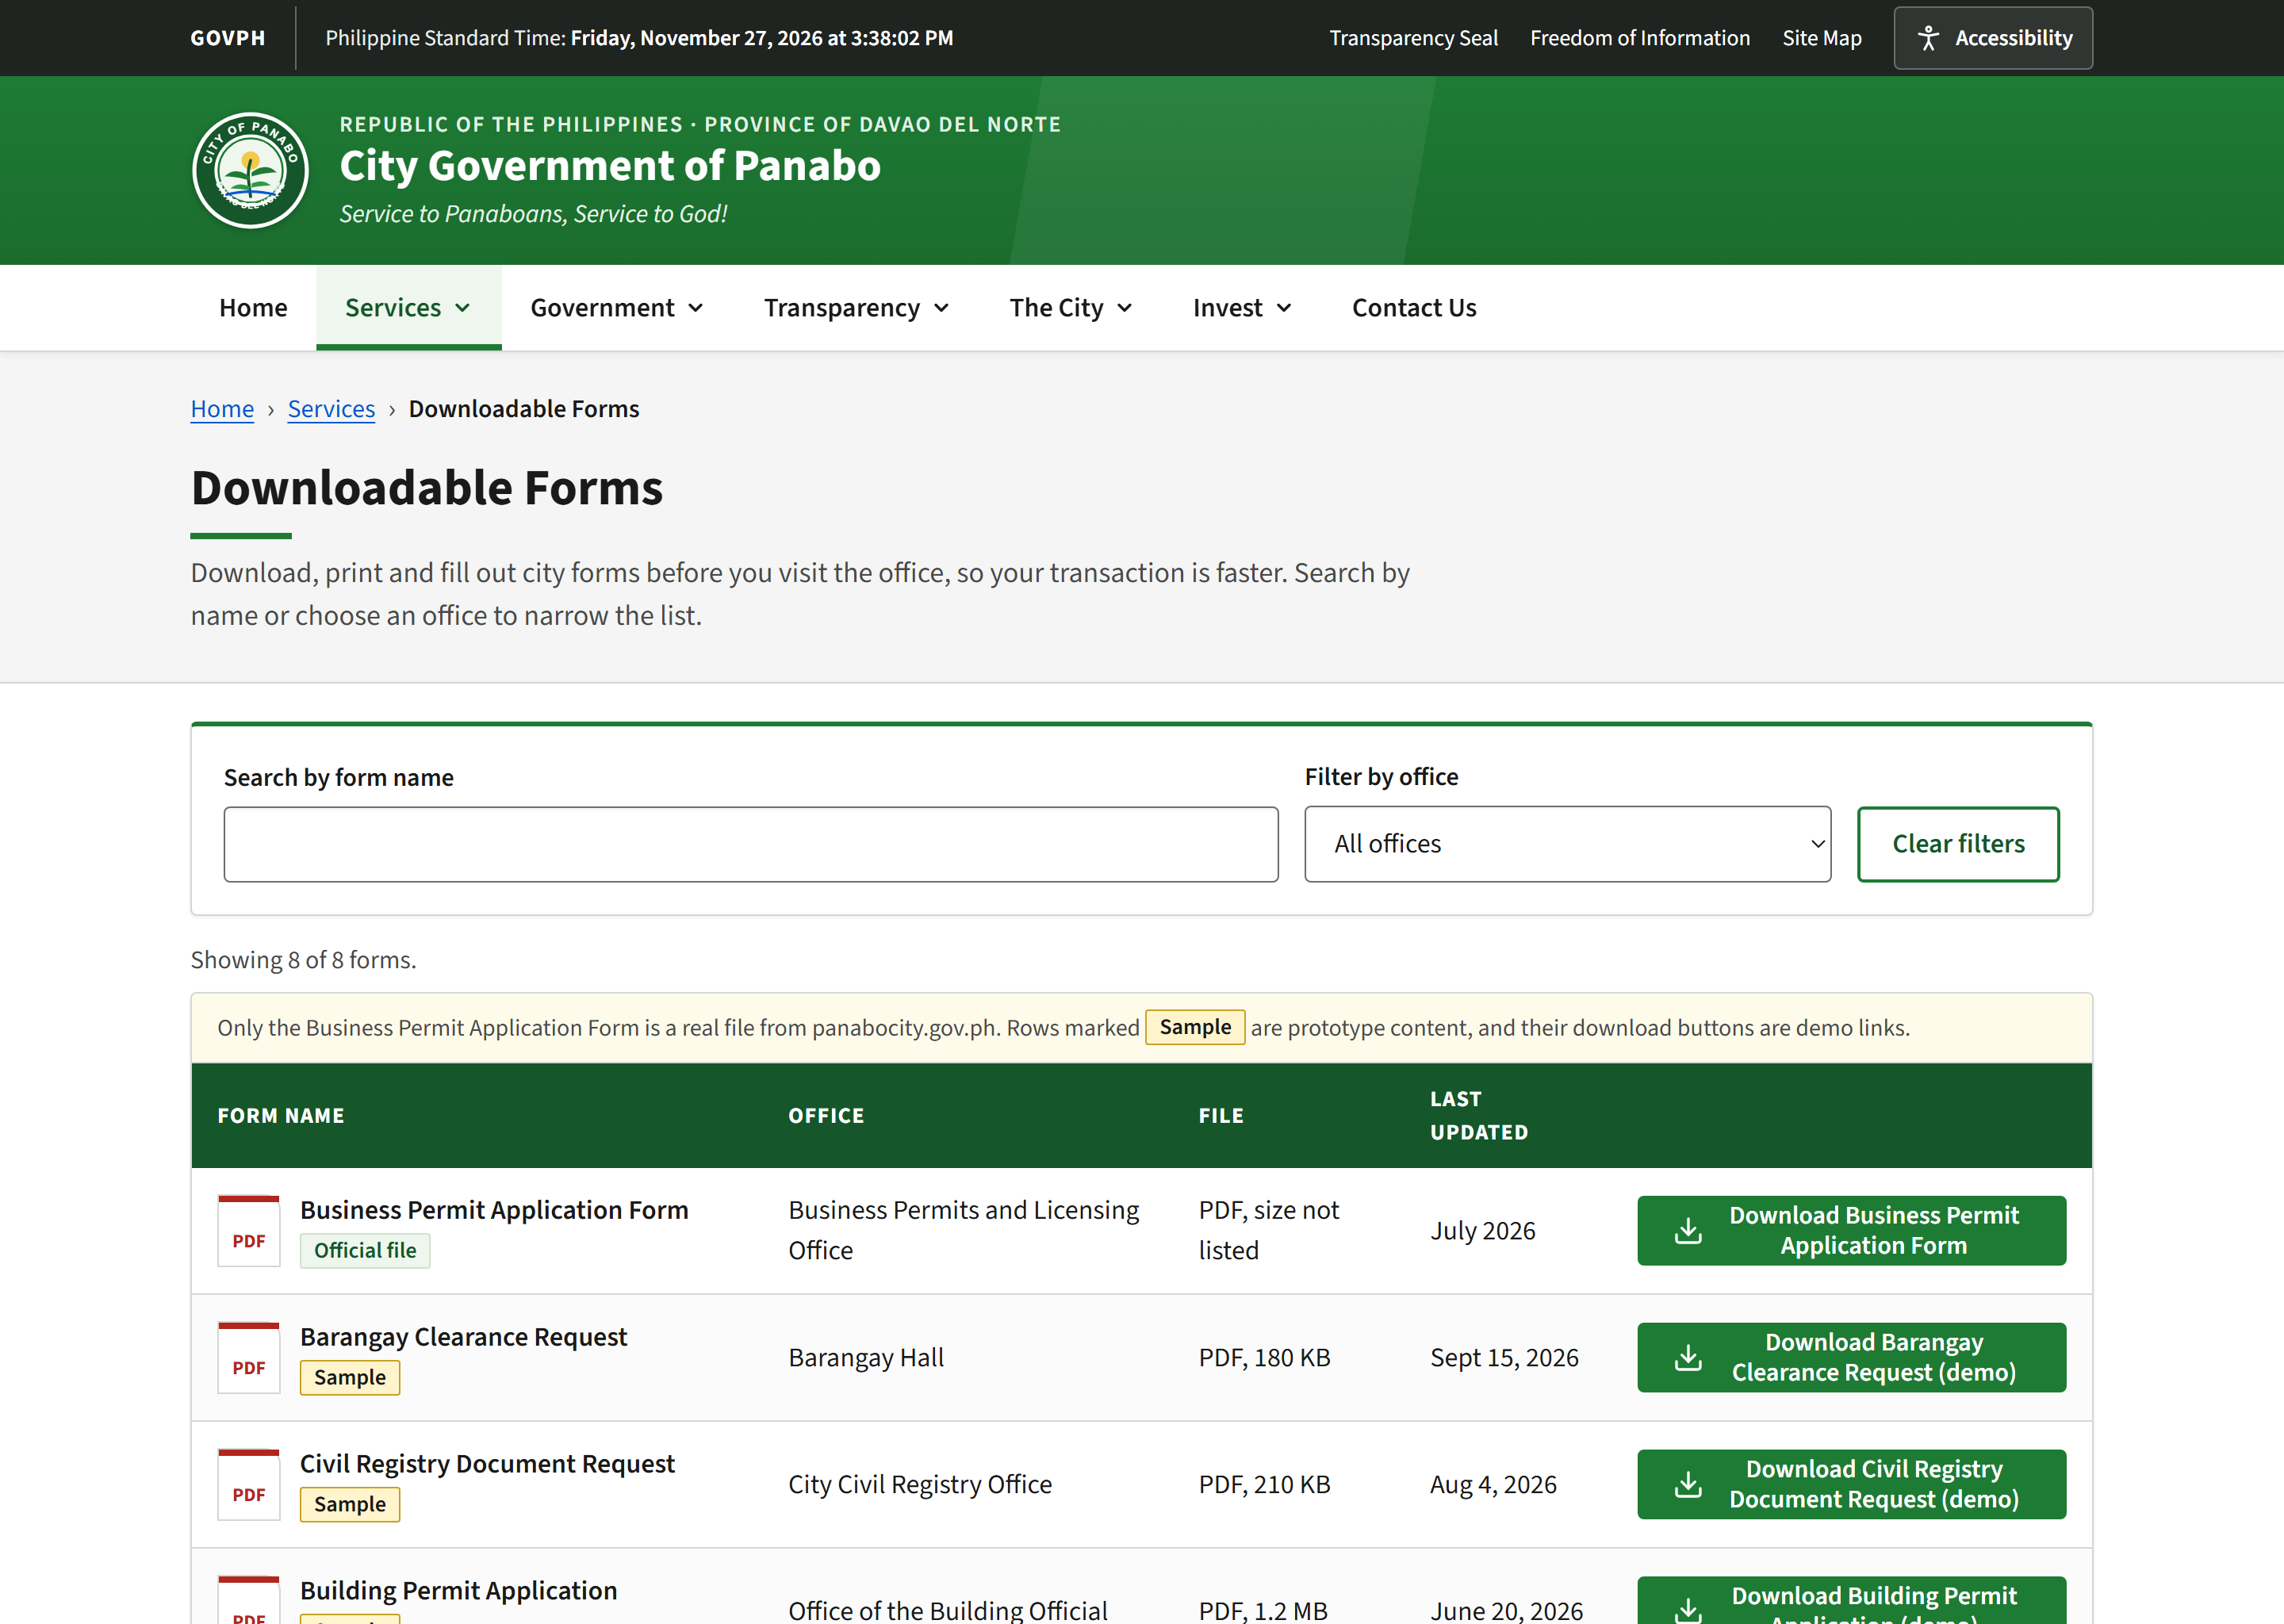 GOVPH
Philippine Standard Time: Friday, November 27, 2026 at 3:38:02 PM
Transparency Seal
Freedom of Information
Site Map
Accessibility
CITY OF PANABO
REPUBLIC OF THE PHILIPPINES · PROVINCE OF DAVAO DEL NORTE
City Government of Panabo
Service to Panaboans, Service to God!
Home
Services
Government
Transparency
The City
Invest
Contact Us
Home › Services › Downloadable Forms
Downloadable Forms
Download, print and fill out city forms before you visit the office, so your transaction is faster. Search by
name or choose an office to narrow the list.
Search by form name
Filter by office
All offices
Clear filters
Showing 8 of 8 forms.
Only the Business Permit Application Form is a real file from panabocity.gov.ph. Rows marked Sample are prototype content, and their download buttons are demo links.
FORM NAME
OFFICE
FILE
LAST
UPDATED
PDF
Business Permit Application Form
Official file
Business Permits and Licensing
Office
PDF, size not
listed
July 2026
Download Business Permit
Application Form
PDF
Barangay Clearance Request
Sample
Barangay Hall
PDF, 180 KB
Sept 15, 2026
Download Barangay
Clearance Request (demo)
PDF
Civil Registry Document Request
Sample
City Civil Registry Office
PDF, 210 KB
Aug 4, 2026
Download Civil Registry
Document Request (demo)
PDF
Building Permit Application
Office of the Building Official
PDF, 1.2 MB
June 20, 2026
Download Building Permit
Application (demo)